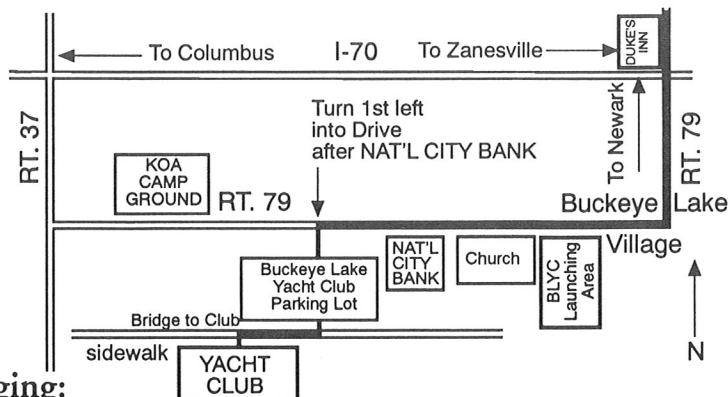 To Columbus I-70 To Zanesville
DUKE'S
INN
RT. 37
Turn 1st left
into Drive
after NAT'L CITY BANK
To Newark
RT. 79
KOA
CAMP
GROUND
RT. 79
Buckeye Lake
Village
NAT'L
CITY
BANK
Church
BLYC
Launching
Area
Buckeye Lake
Yacht Club
Parking Lot
Bridge to Club
sidewalk
YACHT
CLUB
N
ging: